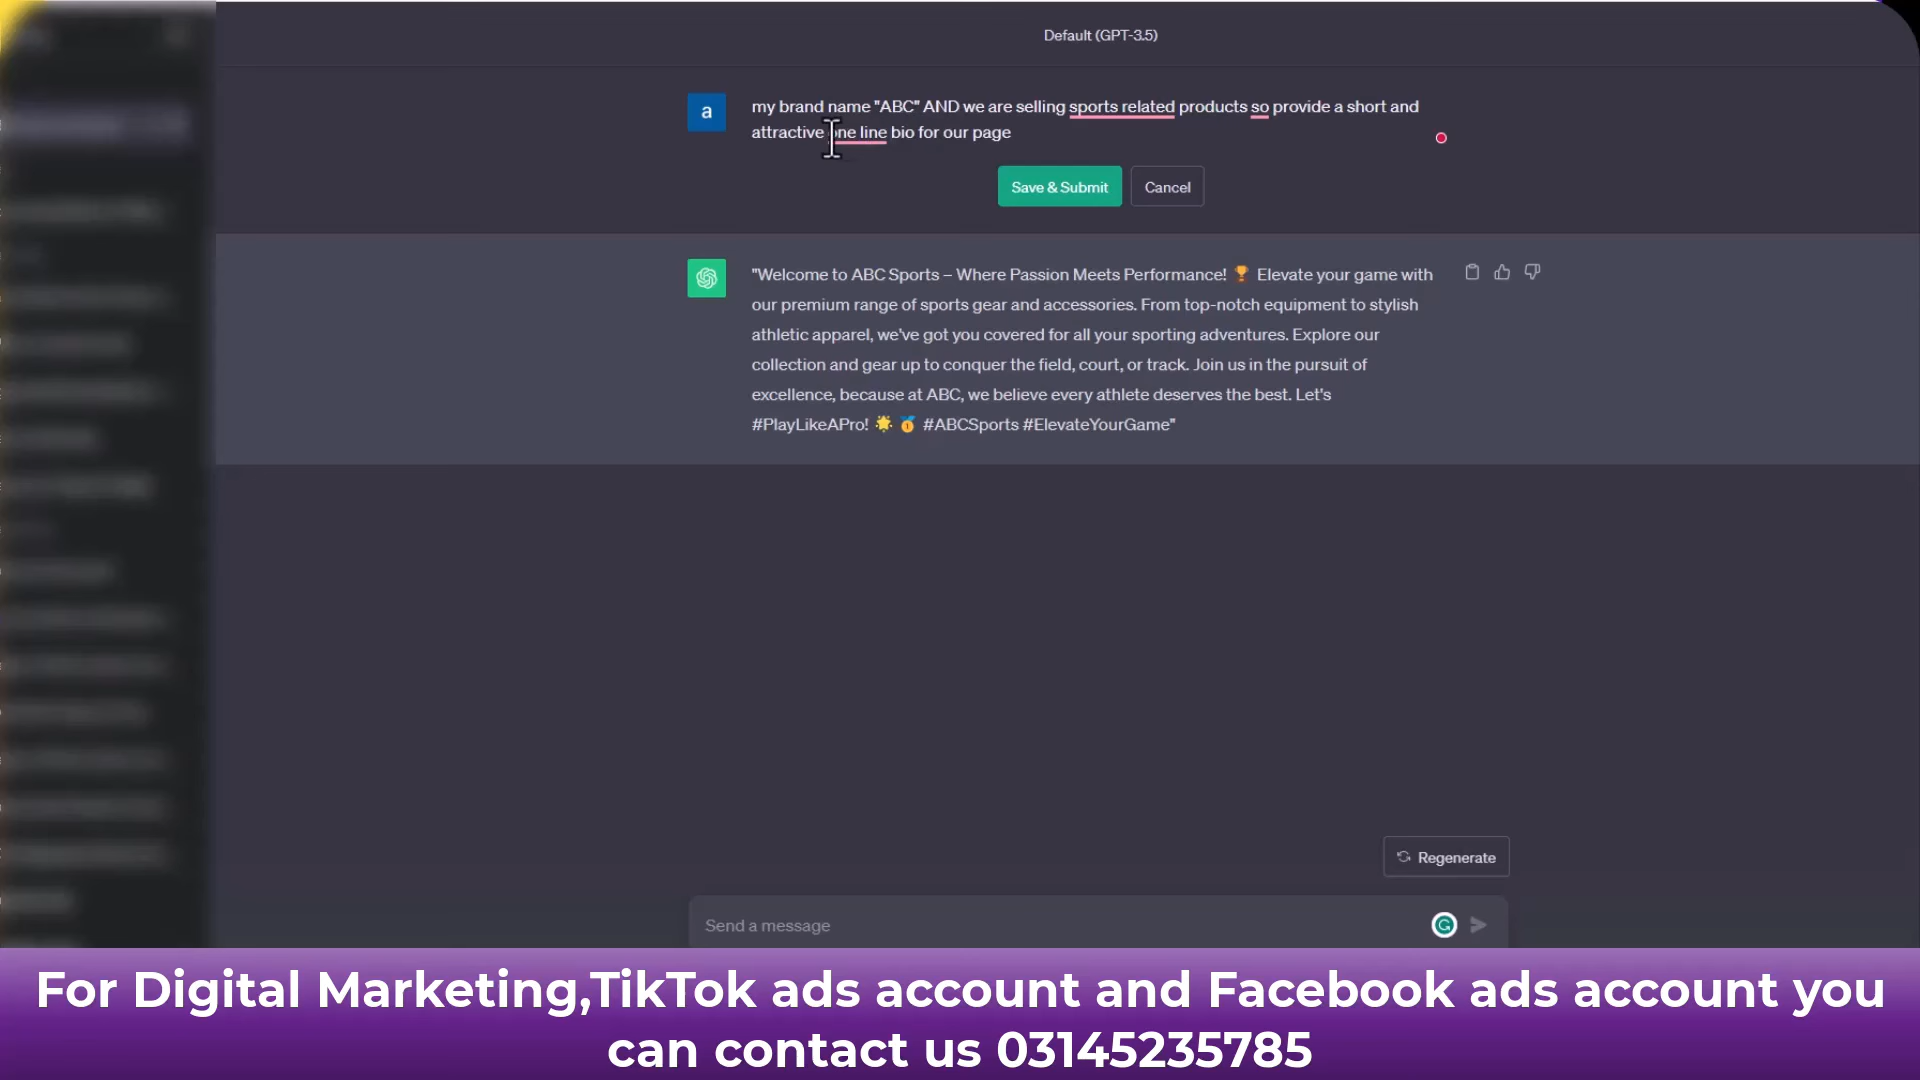 Default (GPT-3.5)
a
my brand name "ABC" AND we are selling sports related products so provide a short and
attractive one line bio for our page
Save & Submit
Cancel
"Welcome to ABC Sports – Where Passion Meets Performance! 🏆 Elevate your game with
our premium range of sports gear and accessories. From top-notch equipment to stylish
athletic apparel, we've got you covered for all your sporting adventures. Explore our
collection and gear up to conquer the field, court, or track. Join us in the pursuit of
excellence, because at ABC, we believe every athlete deserves the best. Let's
#PlayLikeAPro! 🌟 🥇 #ABCSports #ElevateYourGame"
Regenerate
Send a message
For Digital Marketing,TikTok ads account and Facebook ads account you
can contact us 03145235785